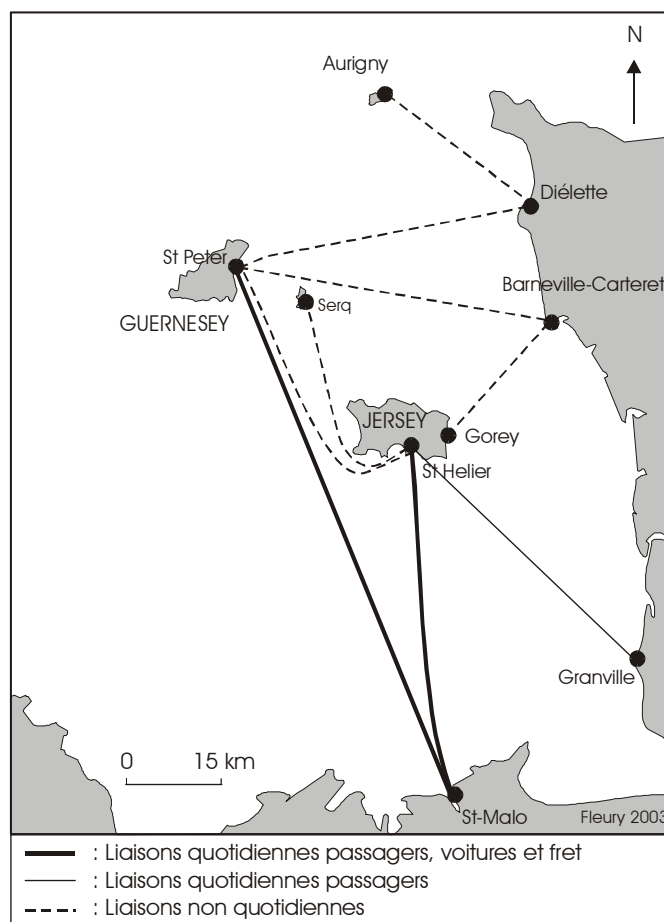 N
Aurigny
Diélette
St Peter
Barneville-Carteret
Serq
GUERNESEY
JERSEY
Gorey
St Helier
Granville
0 15 km
St-Malo
Fleury 2003
: Liaisons quotidiennes passagers, voitures et fret
: Liaisons quotidiennes passagers
: Liaisons non quotidiennes